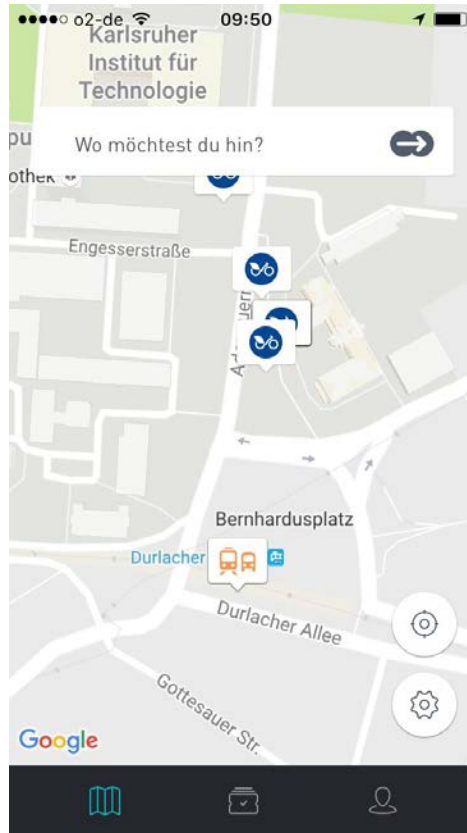 o2-de 09:50
Karlsruher
Institut für
Technologie
Wo möchtest du hin?
othek
Engesserstraße
Bernhardusplatz
Durlacher
Durlacher Allee
Gottesauer Str.
Google